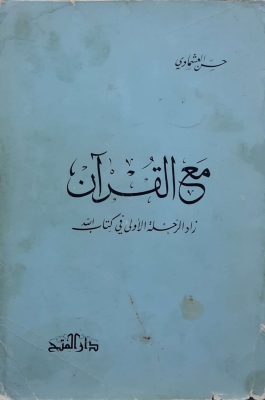 حسن العشماوي
مع القرآن
زاد الرحلة الأولى في كتاب الله
دار الفتح